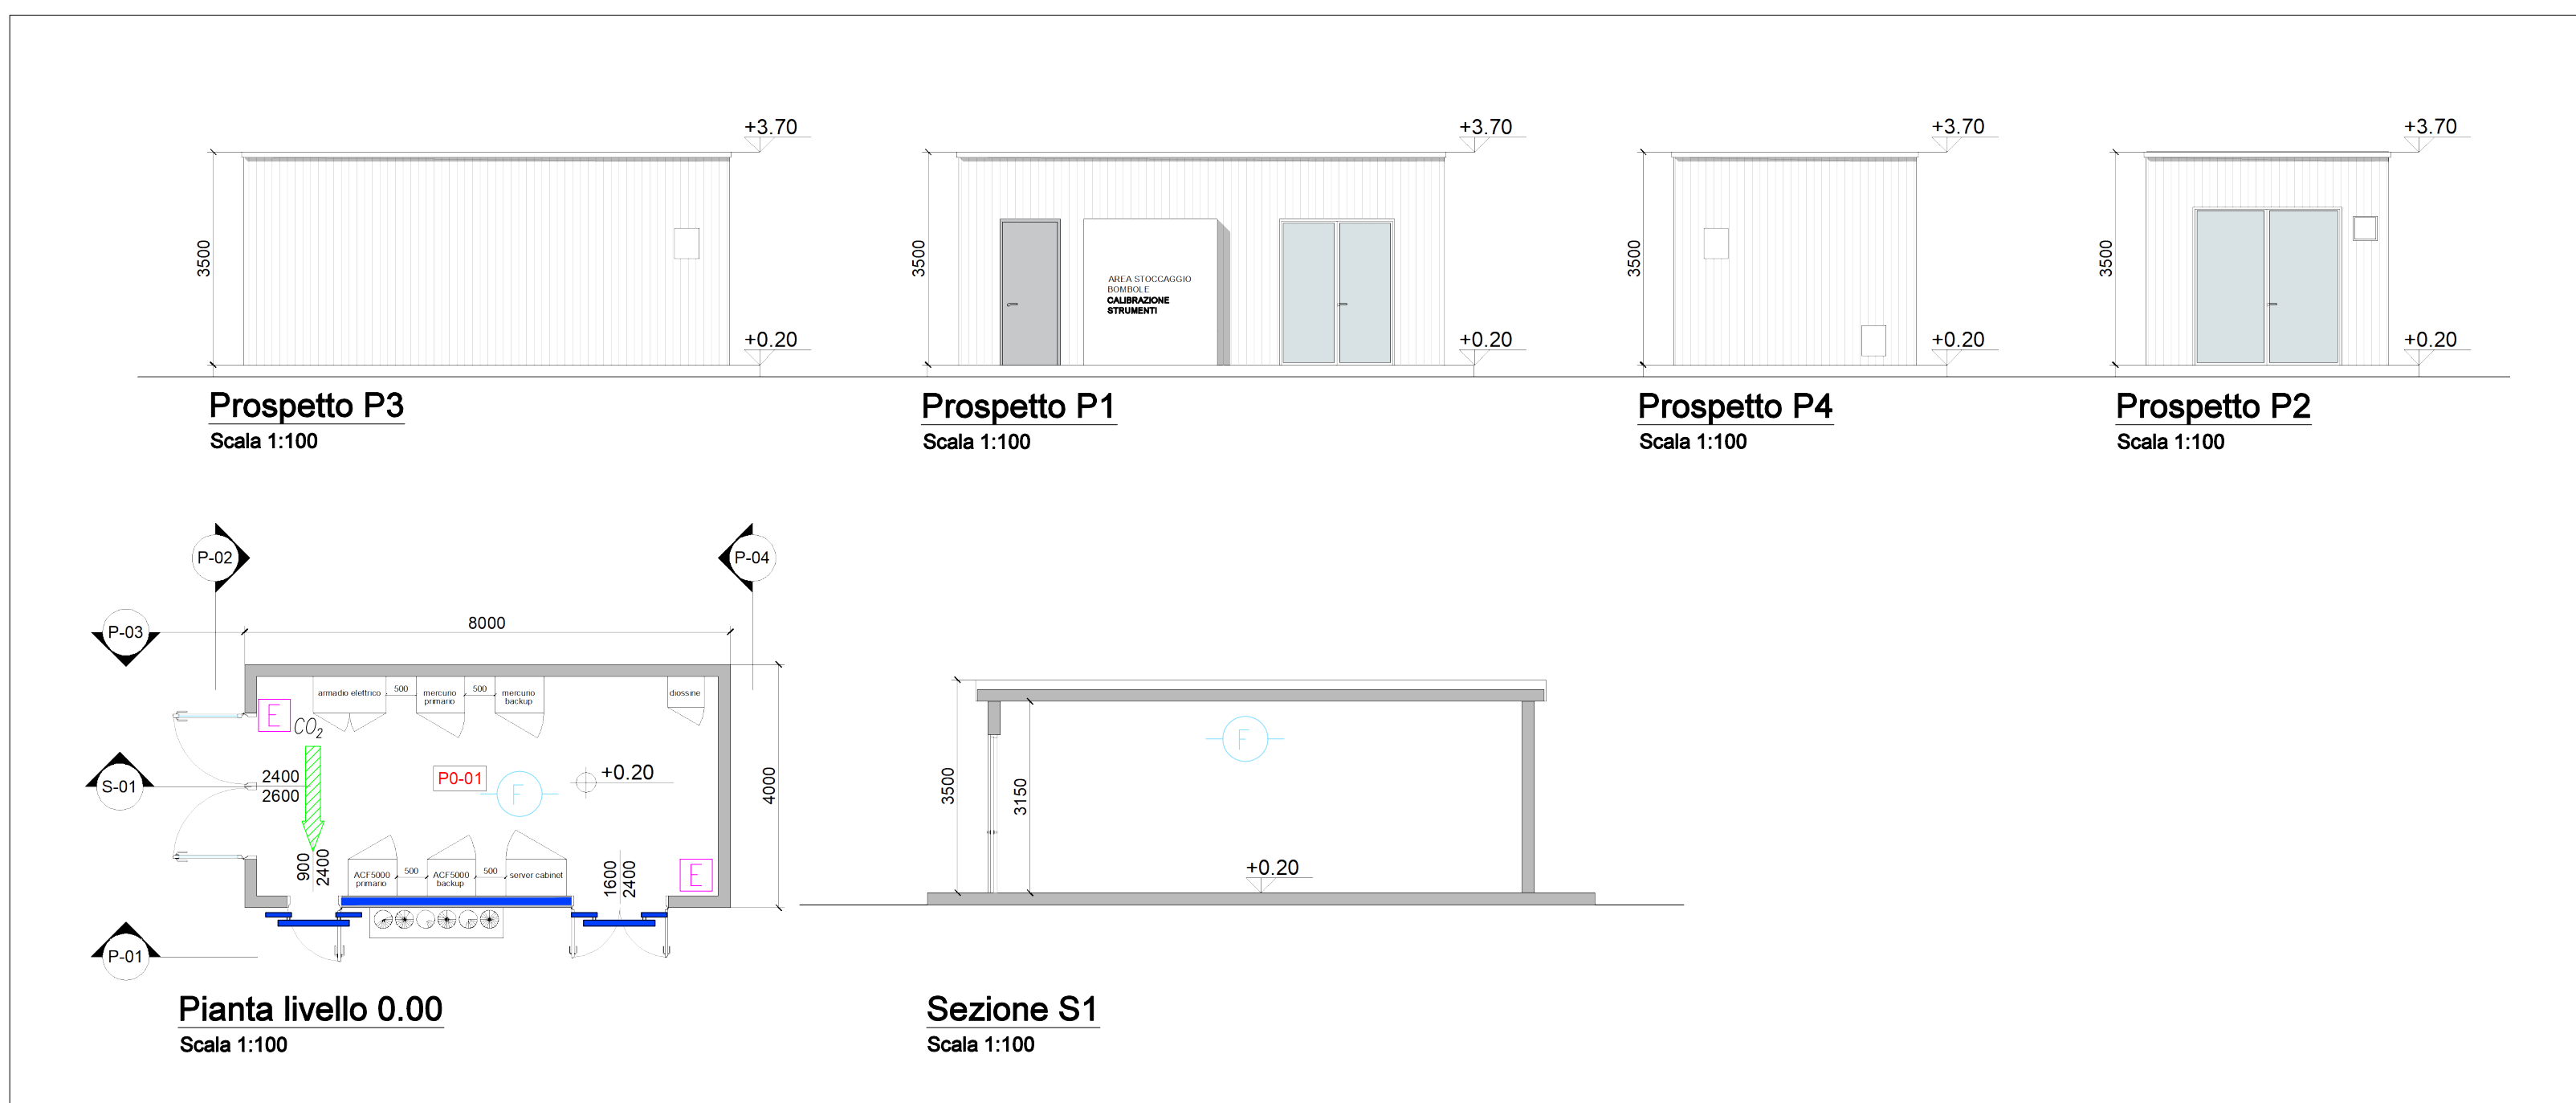 +3.70
+3.70
+3.70
+3.70
3500
3500
3500
3500
AREA STOCCAGGIO
BOMBOLE
CALIBRAZIONE
STRUMENTI
+0.20
+0.20
+0.20
+0.20
Prospetto P3
Scala 1:100
Prospetto P1
Scala 1:100
Prospetto P4
Scala 1:100
Prospetto P2
Scala 1:100
P-02
P-04
P-03
8000
armadio elettrico
500
mercurio
primario
500
mercurio
backup
diossine
E
CO2
S-01
2400
2600
P0-01
F
+0.20
4000
900
2400
ACF5000
primario
500
ACF5000
backup
500
server cabinet
1600
2400
E
P-01
Pianta livello 0.00
Scala 1:100
F
3500
3150
+0.20
Sezione S1
Scala 1:100